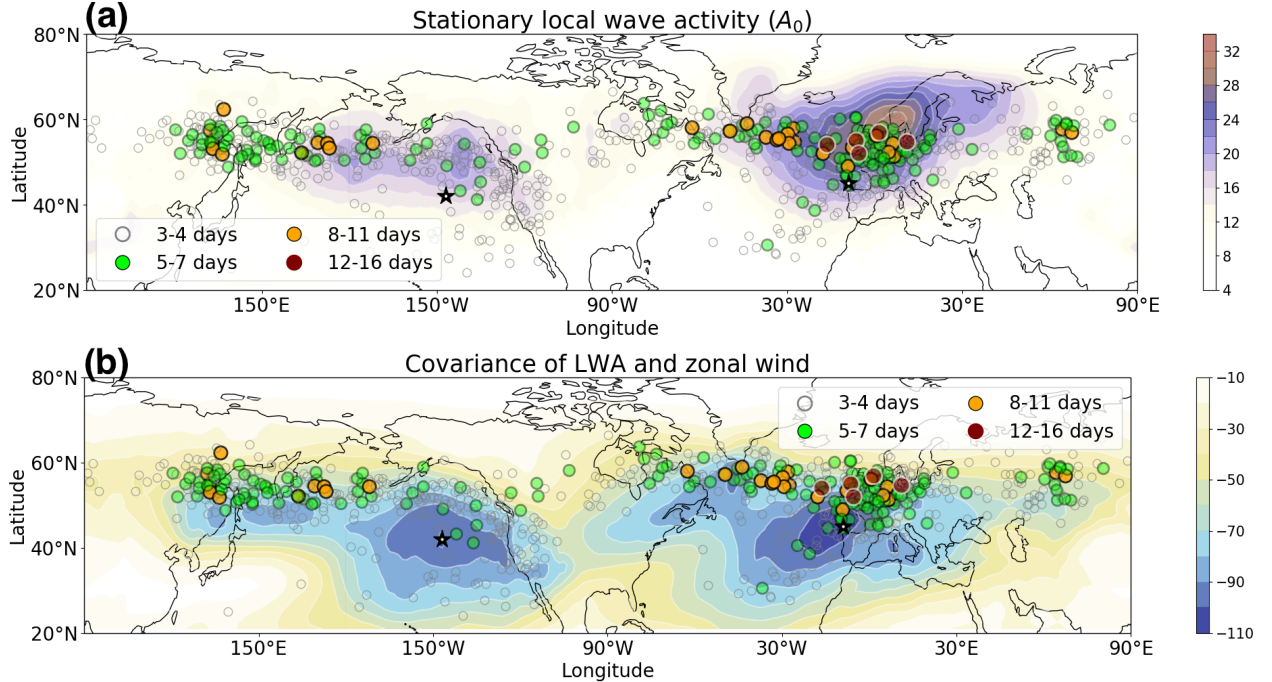 (a)
Stationary local wave activity (A₀)
80°N
60°N
40°N
20°N
Latitude
3-4 days
8-11 days
5-7 days
12-16 days
150°E
150°W
90°W
30°W
30°E
90°E
Longitude
32
28
24
20
16
12
8
4
(b)
Covariance of LWA and zonal wind
80°N
60°N
40°N
20°N
Latitude
3-4 days
8-11 days
5-7 days
12-16 days
150°E
150°W
90°W
30°W
30°E
90°E
Longitude
−10
−30
−50
−70
−90
−110